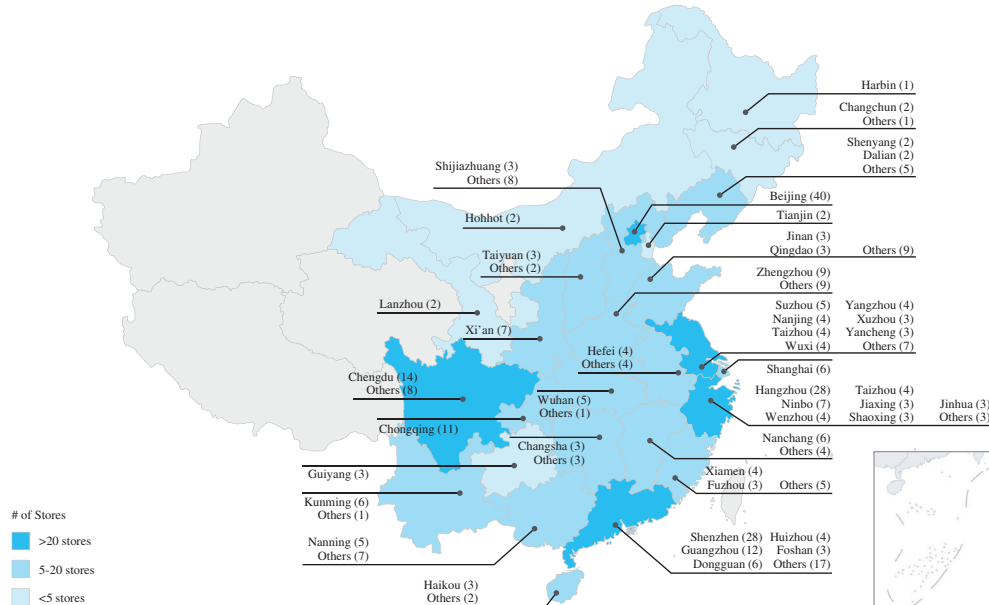 Harbin (1)
Changchun (2)
Others (1)
Shenyang (2)
Dalian (2)
Others (5)
Shijiazhuang (3)
Others (8)
Beijing (40)
Hohhot (2)
Tianjin (2)
Jinan (3)
Qingdao (3) Others (9)
Taiyuan (3)
Others (2)
Zhengzhou (9)
Others (9)
Lanzhou (2)
Suzhou (5) Yangzhou (4)
Nanjing (4) Xuzhou (3)
Taizhou (4) Yancheng (3)
Wuxi (4) Others (7)
Xi'an (7)
Hefei (4)
Others (4)
Shanghai (6)
Chengdu (14)
Others (8)
Hangzhou (28) Taizhou (4)
Ninbo (7) Jiaxing (3) Jinhua (3)
Wenzhou (4) Shaoxing (3) Others (3)
Wuhan (5)
Others (1)
Chongqing (11)
Changsha (3)
Others (3)
Nanchang (6)
Others (4)
Guiyang (3)
Xiamen (4)
Fuzhou (3) Others (5)
Kunming (6)
Others (1)
# of Stores
>20 stores
5-20 stores
<5 stores
Nanning (5)
Others (7)
Shenzhen (28) Huizhou (4)
Guangzhou (12) Foshan (3)
Dongguan (6) Others (17)
Haikou (3)
Others (2)